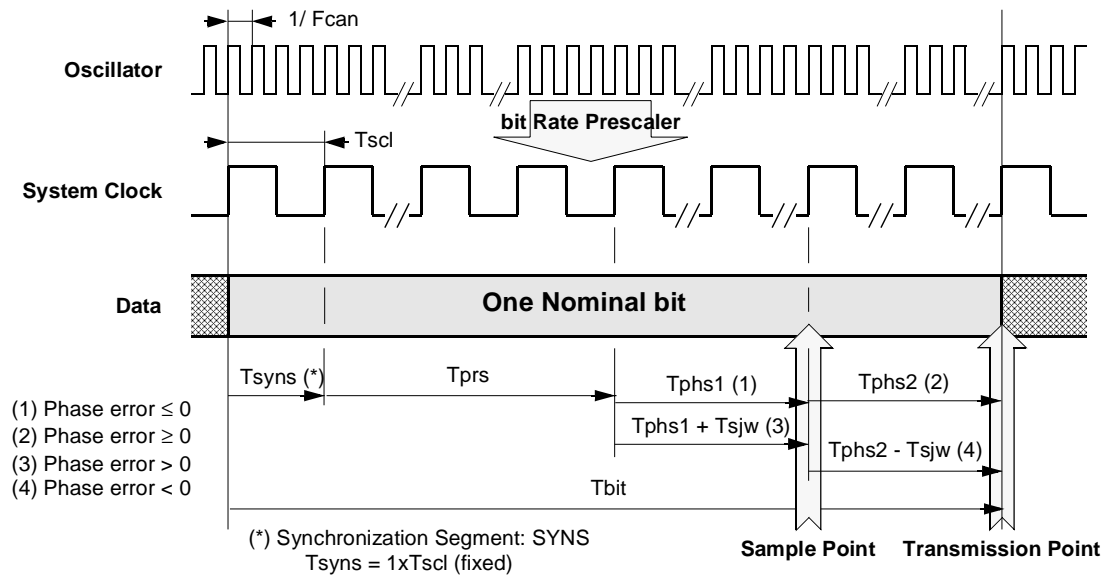 1/ Fcan
Oscillator
bit Rate Prescaler
Tscl
System Clock
Data
One Nominal bit
Tsyns (*)
Tprs
Tphs1 (1)
Tphs2 (2)
(1) Phase error ≤ 0
(2) Phase error ≥ 0
(3) Phase error > 0
(4) Phase error < 0
Tphs1 + Tsjw (3)
Tphs2 - Tsjw (4)
Tbit
(*) Synchronization Segment: SYNS
Tsyns = 1xTscl (fixed)
Sample Point
Transmission Point